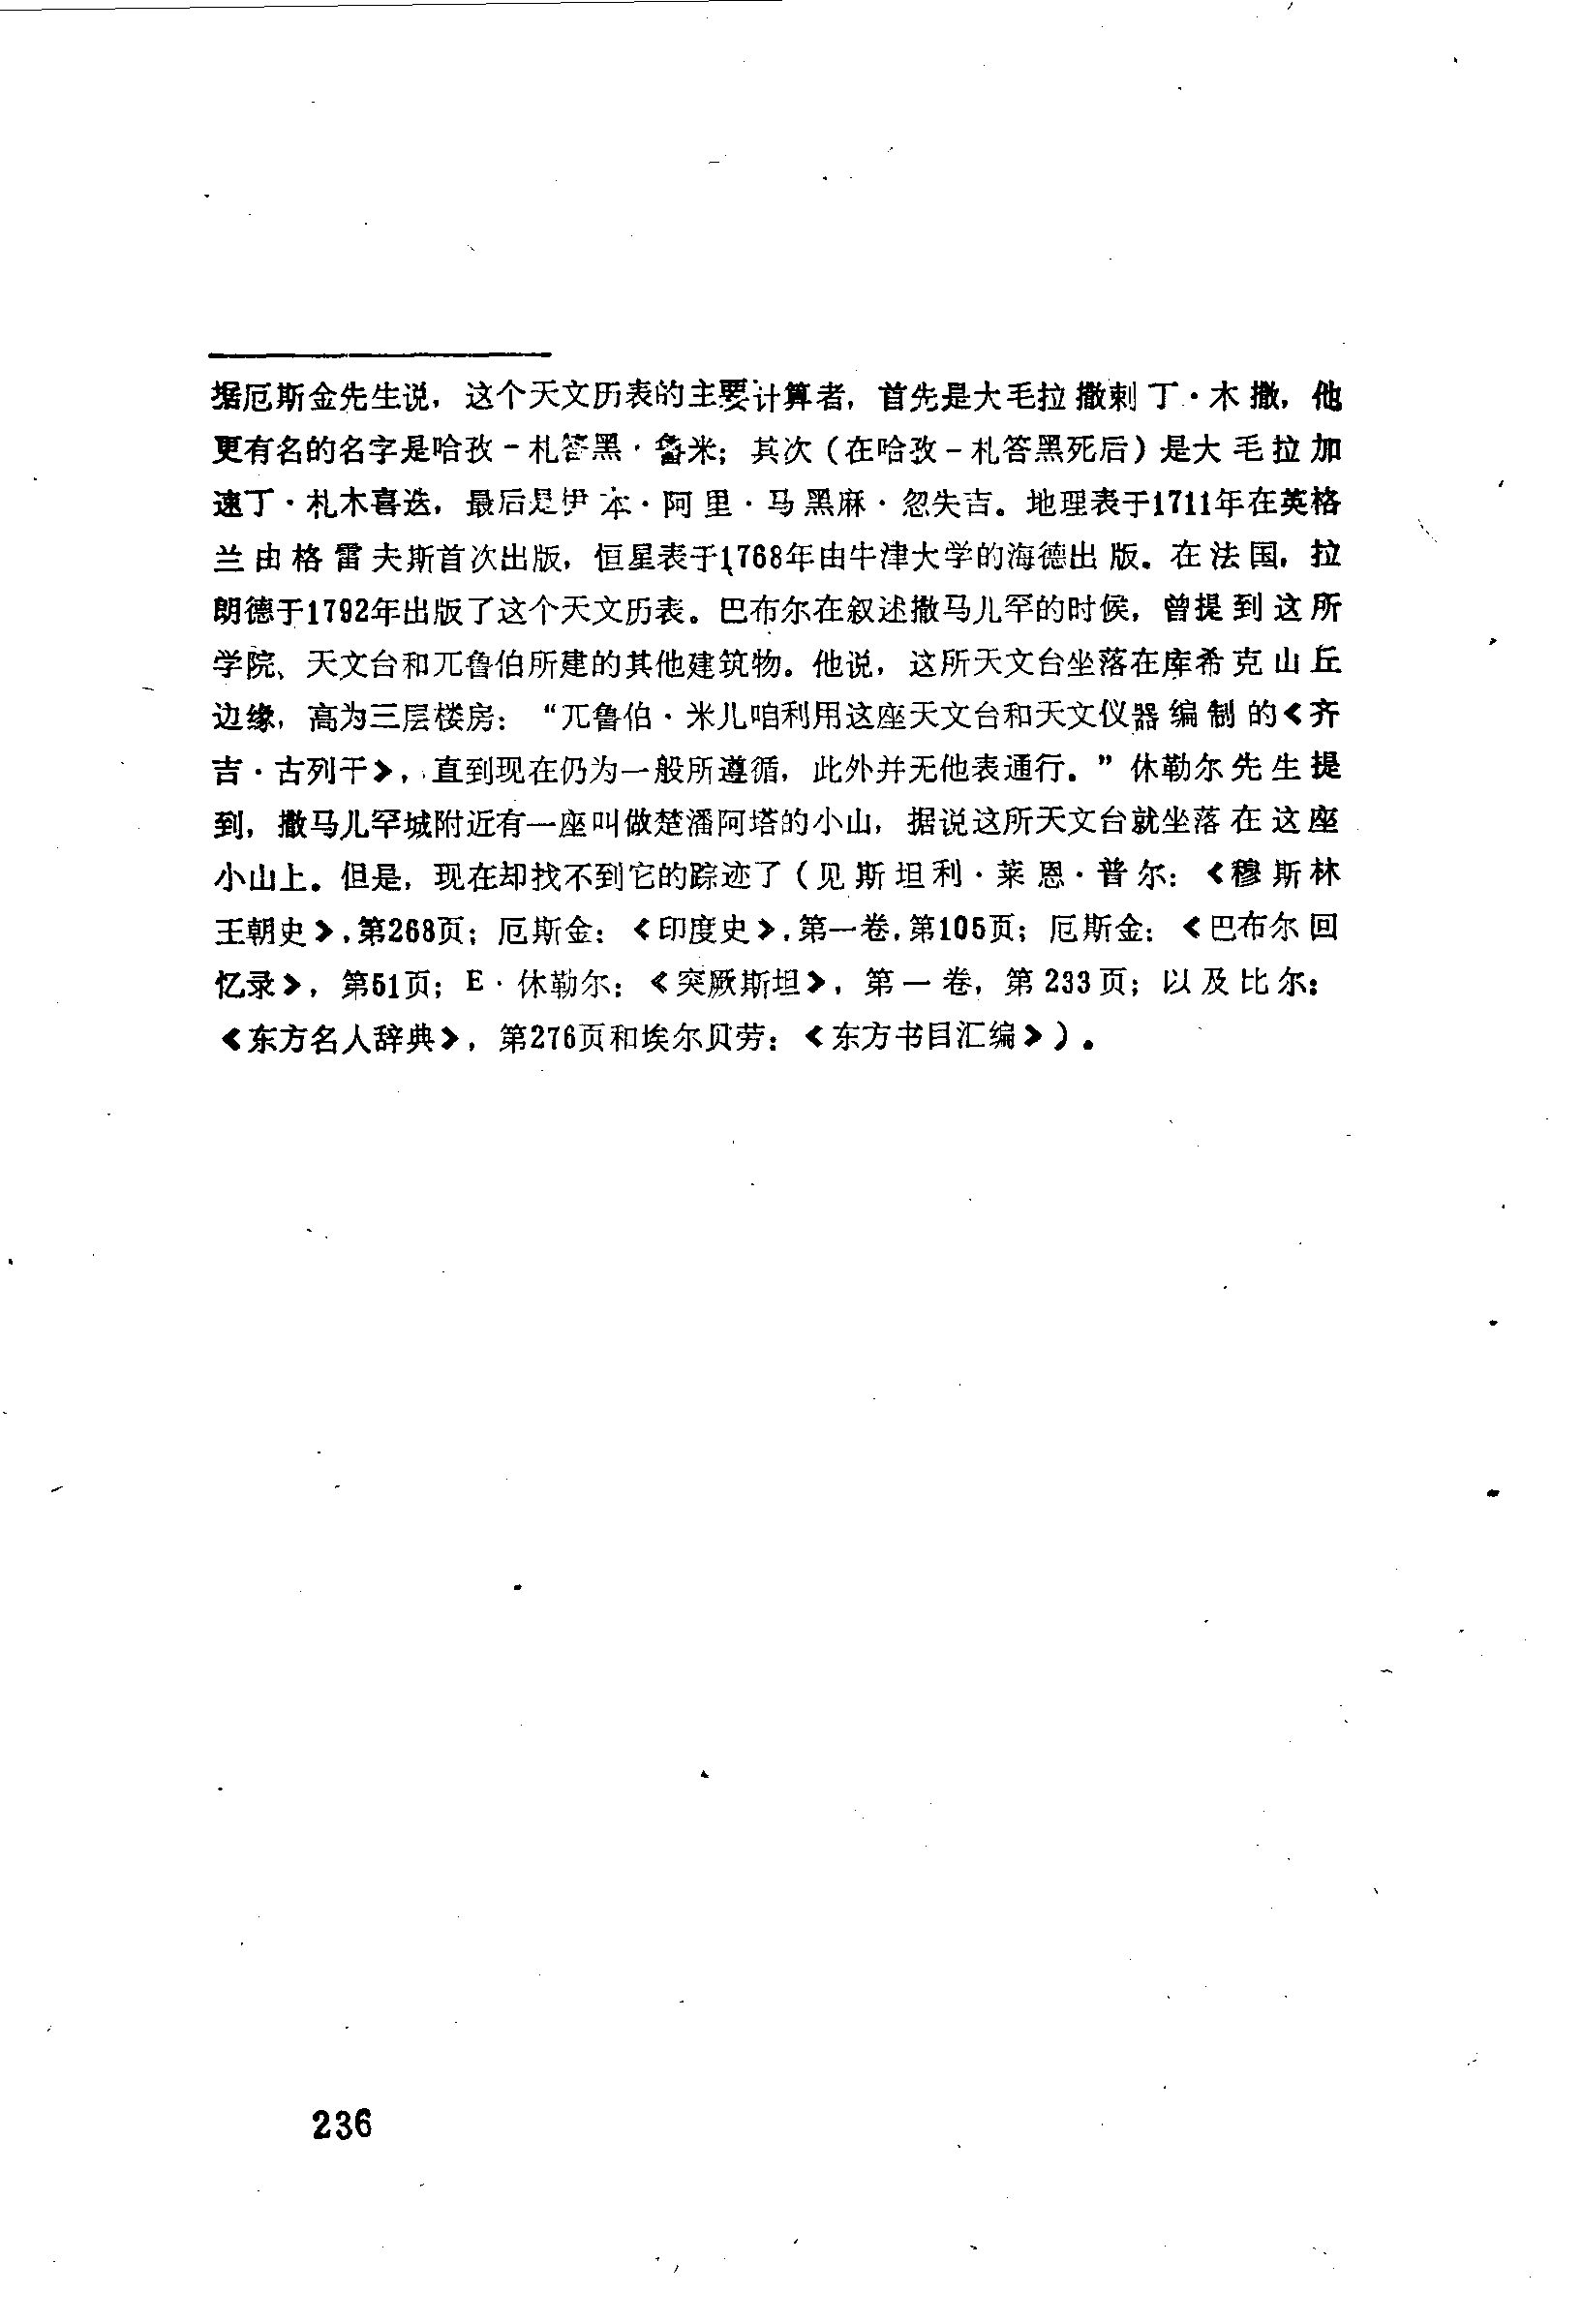 据厄斯金先生说，这个天文历表的主要计算者，首先是大毛拉撒剌丁·木撒，他
更有名的名字是哈孜－札答黑·鲁米；其次（在哈孜－札答黑死后）是大毛拉加
速丁·札木喜迭，最后是伊本·阿里·马黑麻·忽失吉。地理表于1711年在英格
兰由格雷夫斯首次出版，恒星表于1768年由牛津大学的海德出版。在法国，拉
朗德于1792年出版了这个天文历表。巴布尔在叙述撒马儿罕的时候，曾提到这所
学院、天文台和兀鲁伯所建的其他建筑物。他说，这所天文台坐落在库希克山丘
边缘，高为三层楼房：“兀鲁伯·米儿咱利用这座天文台和天文仪器编制的《齐
吉·古列干》，直到现在仍为一般所遵循，此外并无他表通行。”休勒尔先生提
到，撒马儿罕城附近有一座叫做楚潘阿塔的小山，据说这所天文台就坐落在这座
小山上。但是，现在却找不到它的踪迹了（见斯坦利·莱恩·普尔：《穆斯林
王朝史》，第268页；厄斯金：《印度史》，第一卷，第105页；厄斯金：《巴布尔回
忆录》，第51页；E·休勒尔：《突厥斯坦》，第一卷，第233页；以及比尔：
《东方名人辞典》，第276页和埃尔贝劳：《东方书目汇编》）。
236